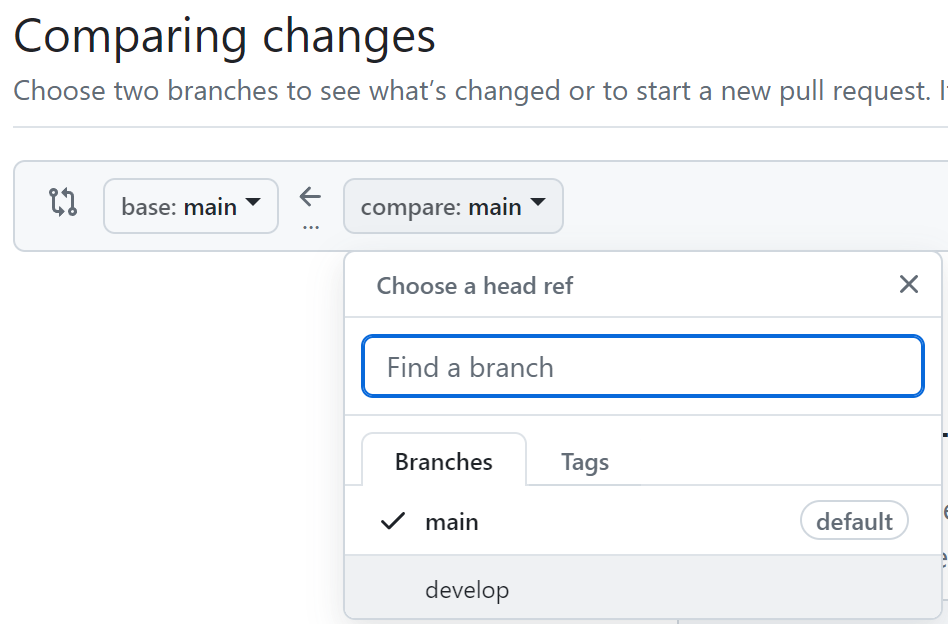 Comparing changes
Choose two branches to see what’s changed or to start a new pull request.
base: main
...
compare: main
Choose a head ref
Find a branch
Branches
Tags
main
default
develop